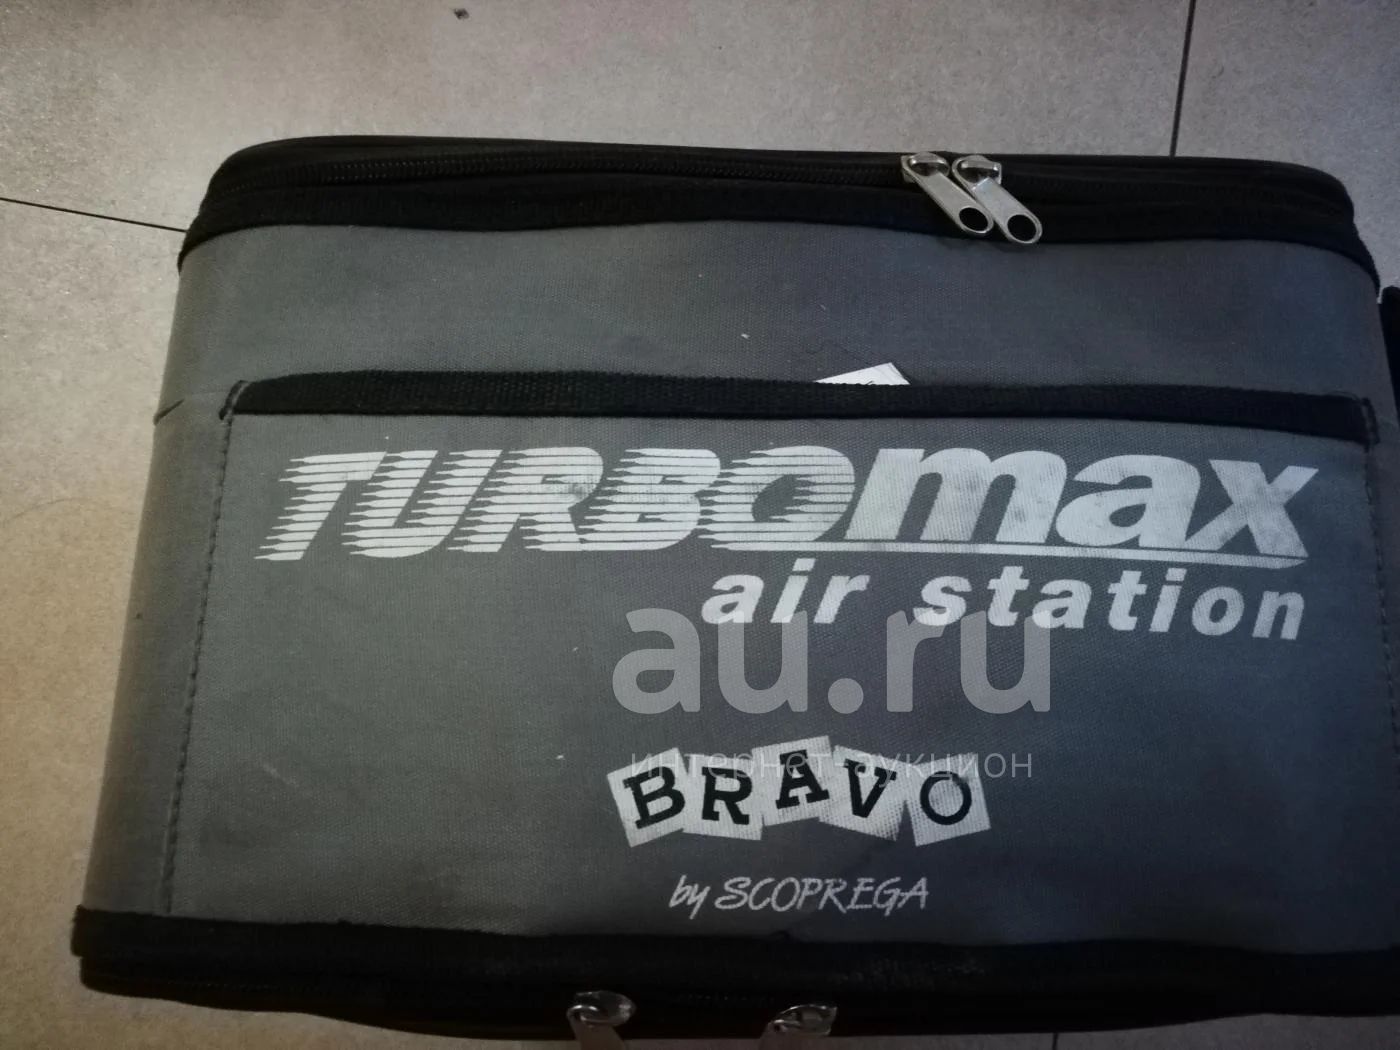 TURBOmax
air station
au.ru
интернет-аукцион
BRAVO
by SCOPREGA